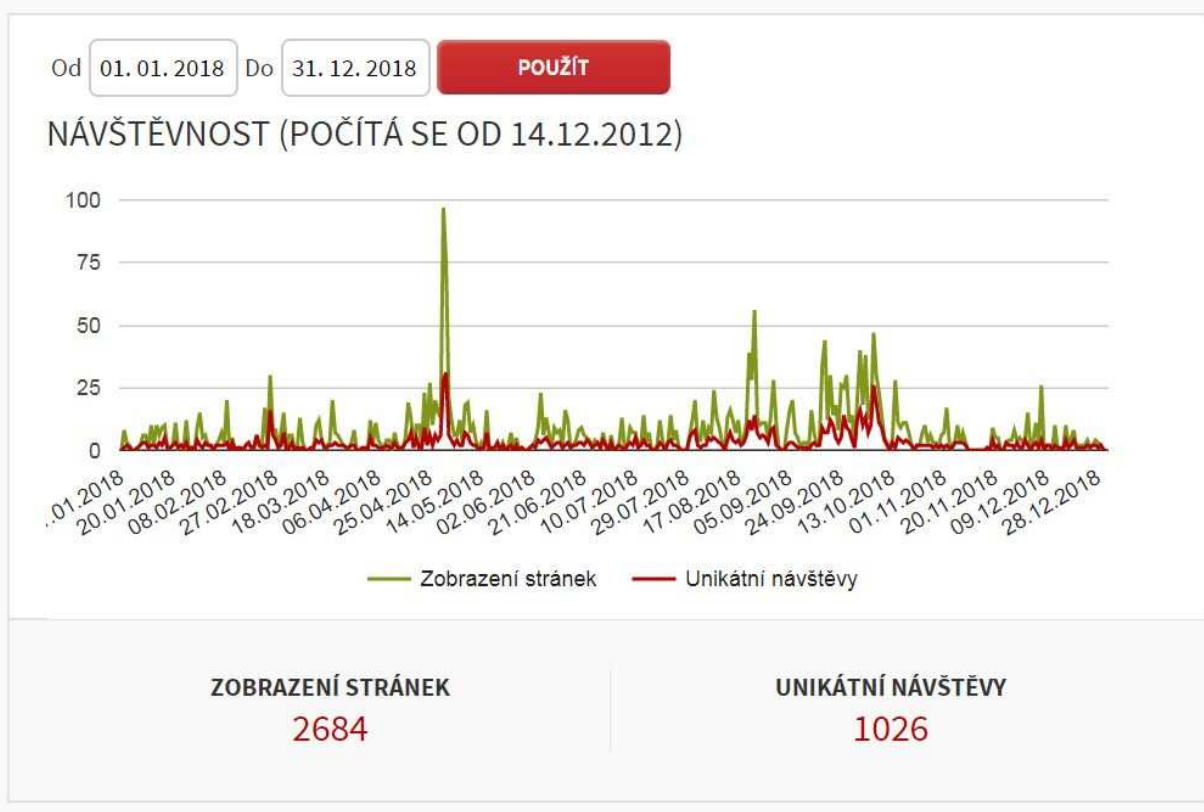 Od 01. 01. 2018 Do 31. 12. 2018 POUŽÍT
NÁVŠTĚVNOST (POČÍTÁ SE OD 14.12.2012)
100
75
50
25
0
.01.2018 20.01.2018 08.02.2018 27.02.2018 18.03.2018 06.04.2018 25.04.2018 14.05.2018 02.06.2018 21.06.2018 10.07.2018 29.07.2018 17.08.2018 05.09.2018 24.09.2018 13.10.2018 01.11.2018 20.11.2018 09.12.2018 28.12.2018
Zobrazení stránek Unikátní návštěvy
ZOBRAZENÍ STRÁNEK UNIKÁTNÍ NÁVŠTĚVY
2684 1026